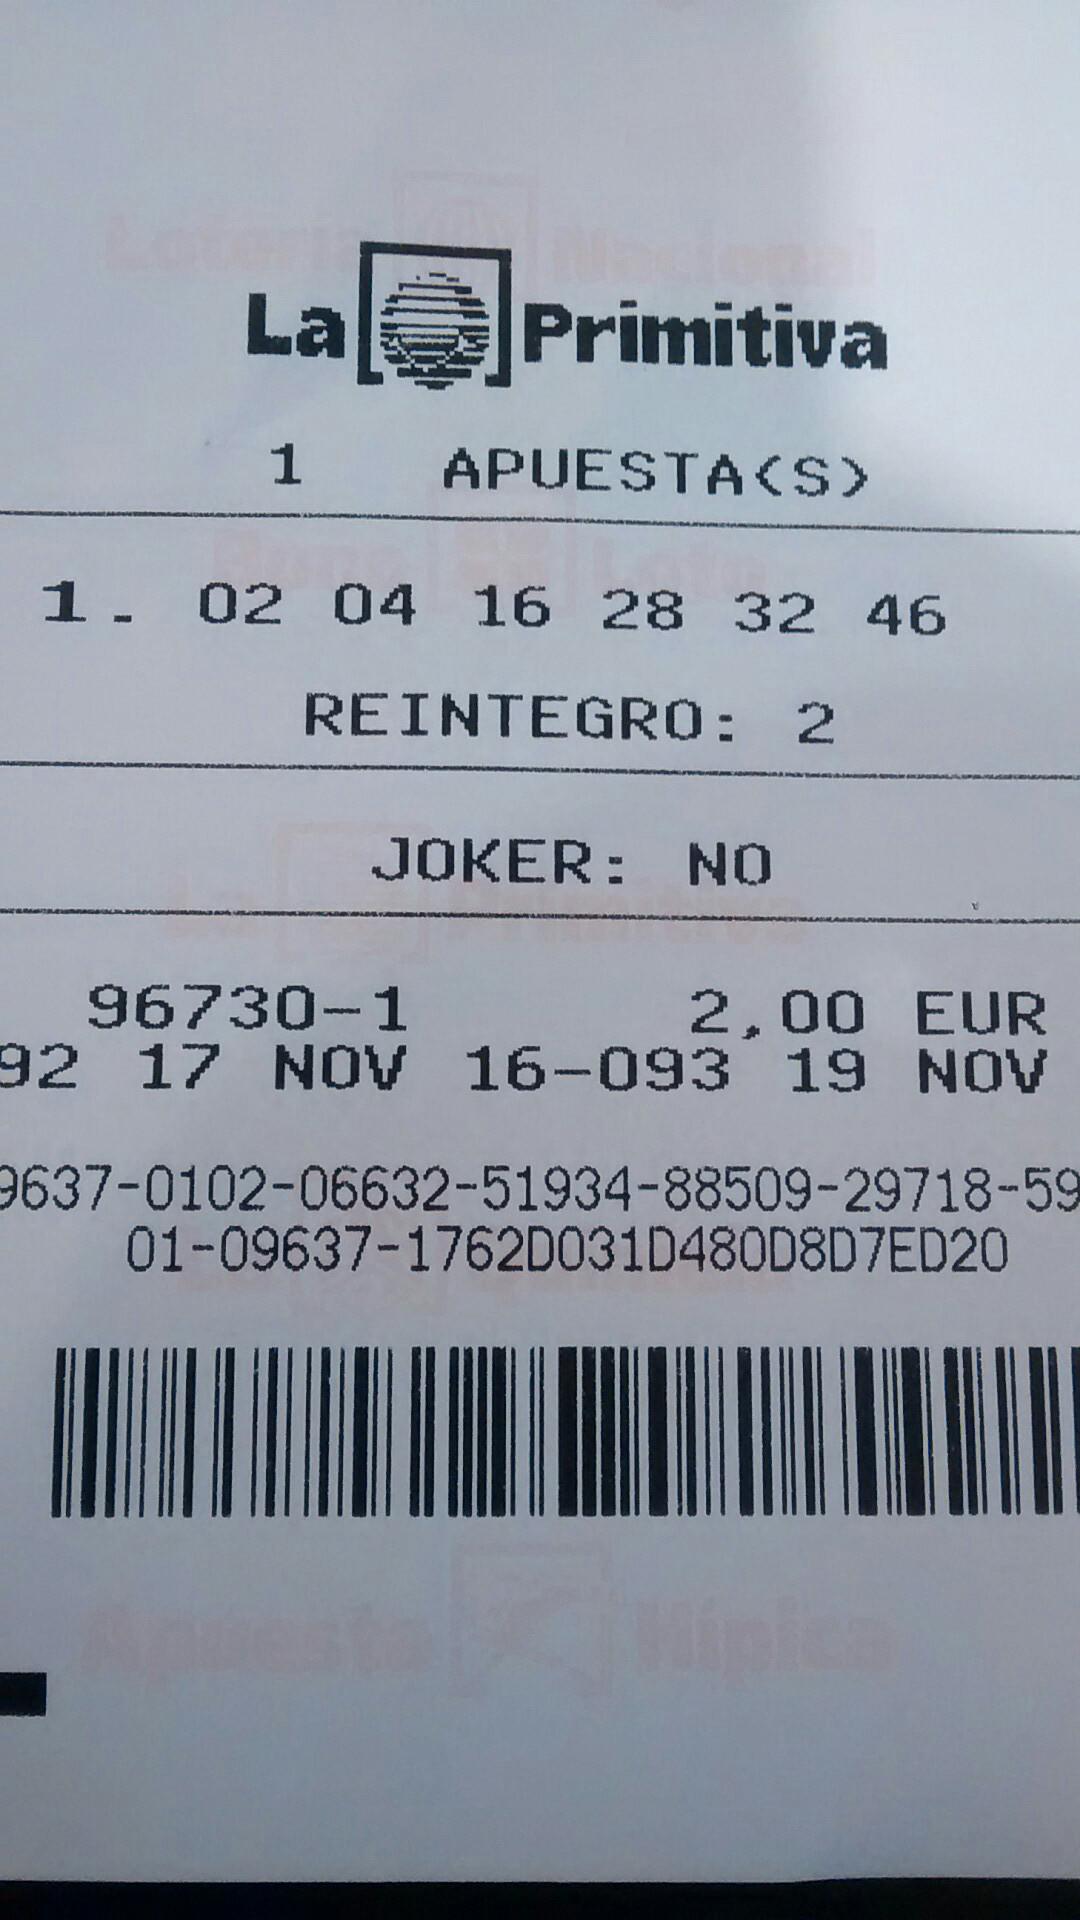 La Primitiva
1 APUESTA(S)
1. 02 04 16 28 32 46
REINTEGRO: 2
JOKER: NO
96730-1 2,00 EUR
92 17 NOV 16-093 19 NOV
9637-0102-06632-51934-88509-29718-59
01-09637-1762D031D480D8D7ED20
Loteria Nacional
Bono Loto
La Primitiva
Apuesta Hípica